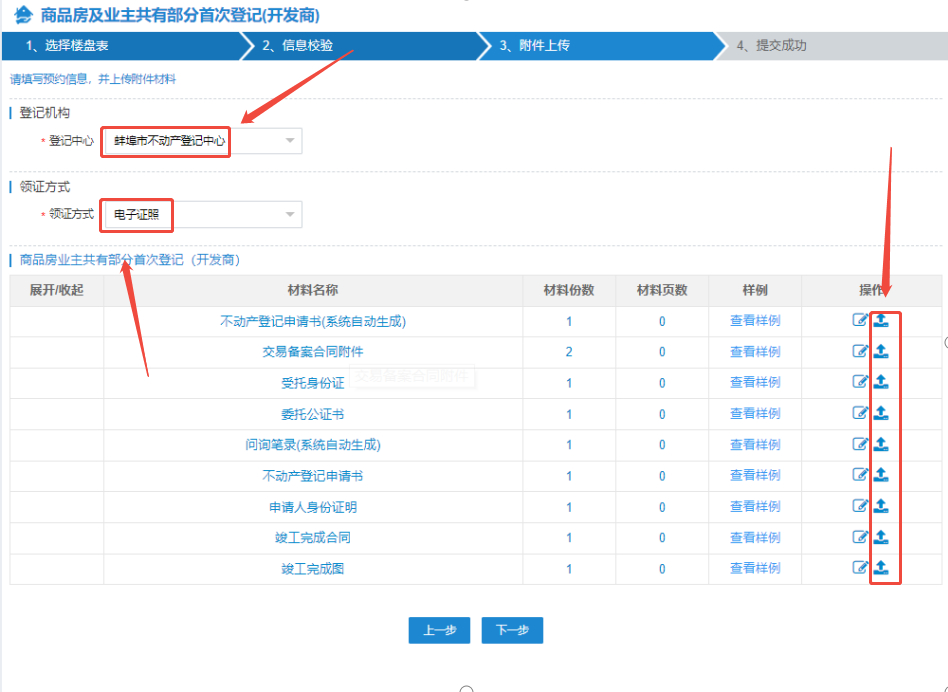 商品房及业主共有部分首次登记(开发商)
1、选择楼盘表 2、信息校验 3、附件上传 4、提交成功
请填写预约信息，并上传附件材料
登记机构
* 登记中心 蚌埠市不动产登记中心
领证方式
* 领证方式 电子证照
商品房业主共有部分首次登记（开发商）
展开/收起 材料名称 材料份数 材料页数 样例 操作
不动产登记申请书(系统自动生成) 1 0 查看样例
交易备案合同附件 2 0 查看样例
受托身份证 1 0 查看样例
交易备案合同附件
委托公证书 1 0 查看样例
问询笔录(系统自动生成) 1 0 查看样例
不动产登记申请书 1 0 查看样例
申请人身份证明 1 0 查看样例
竣工完成合同 1 0 查看样例
竣工完成图 1 0 查看样例
上一步 下一步